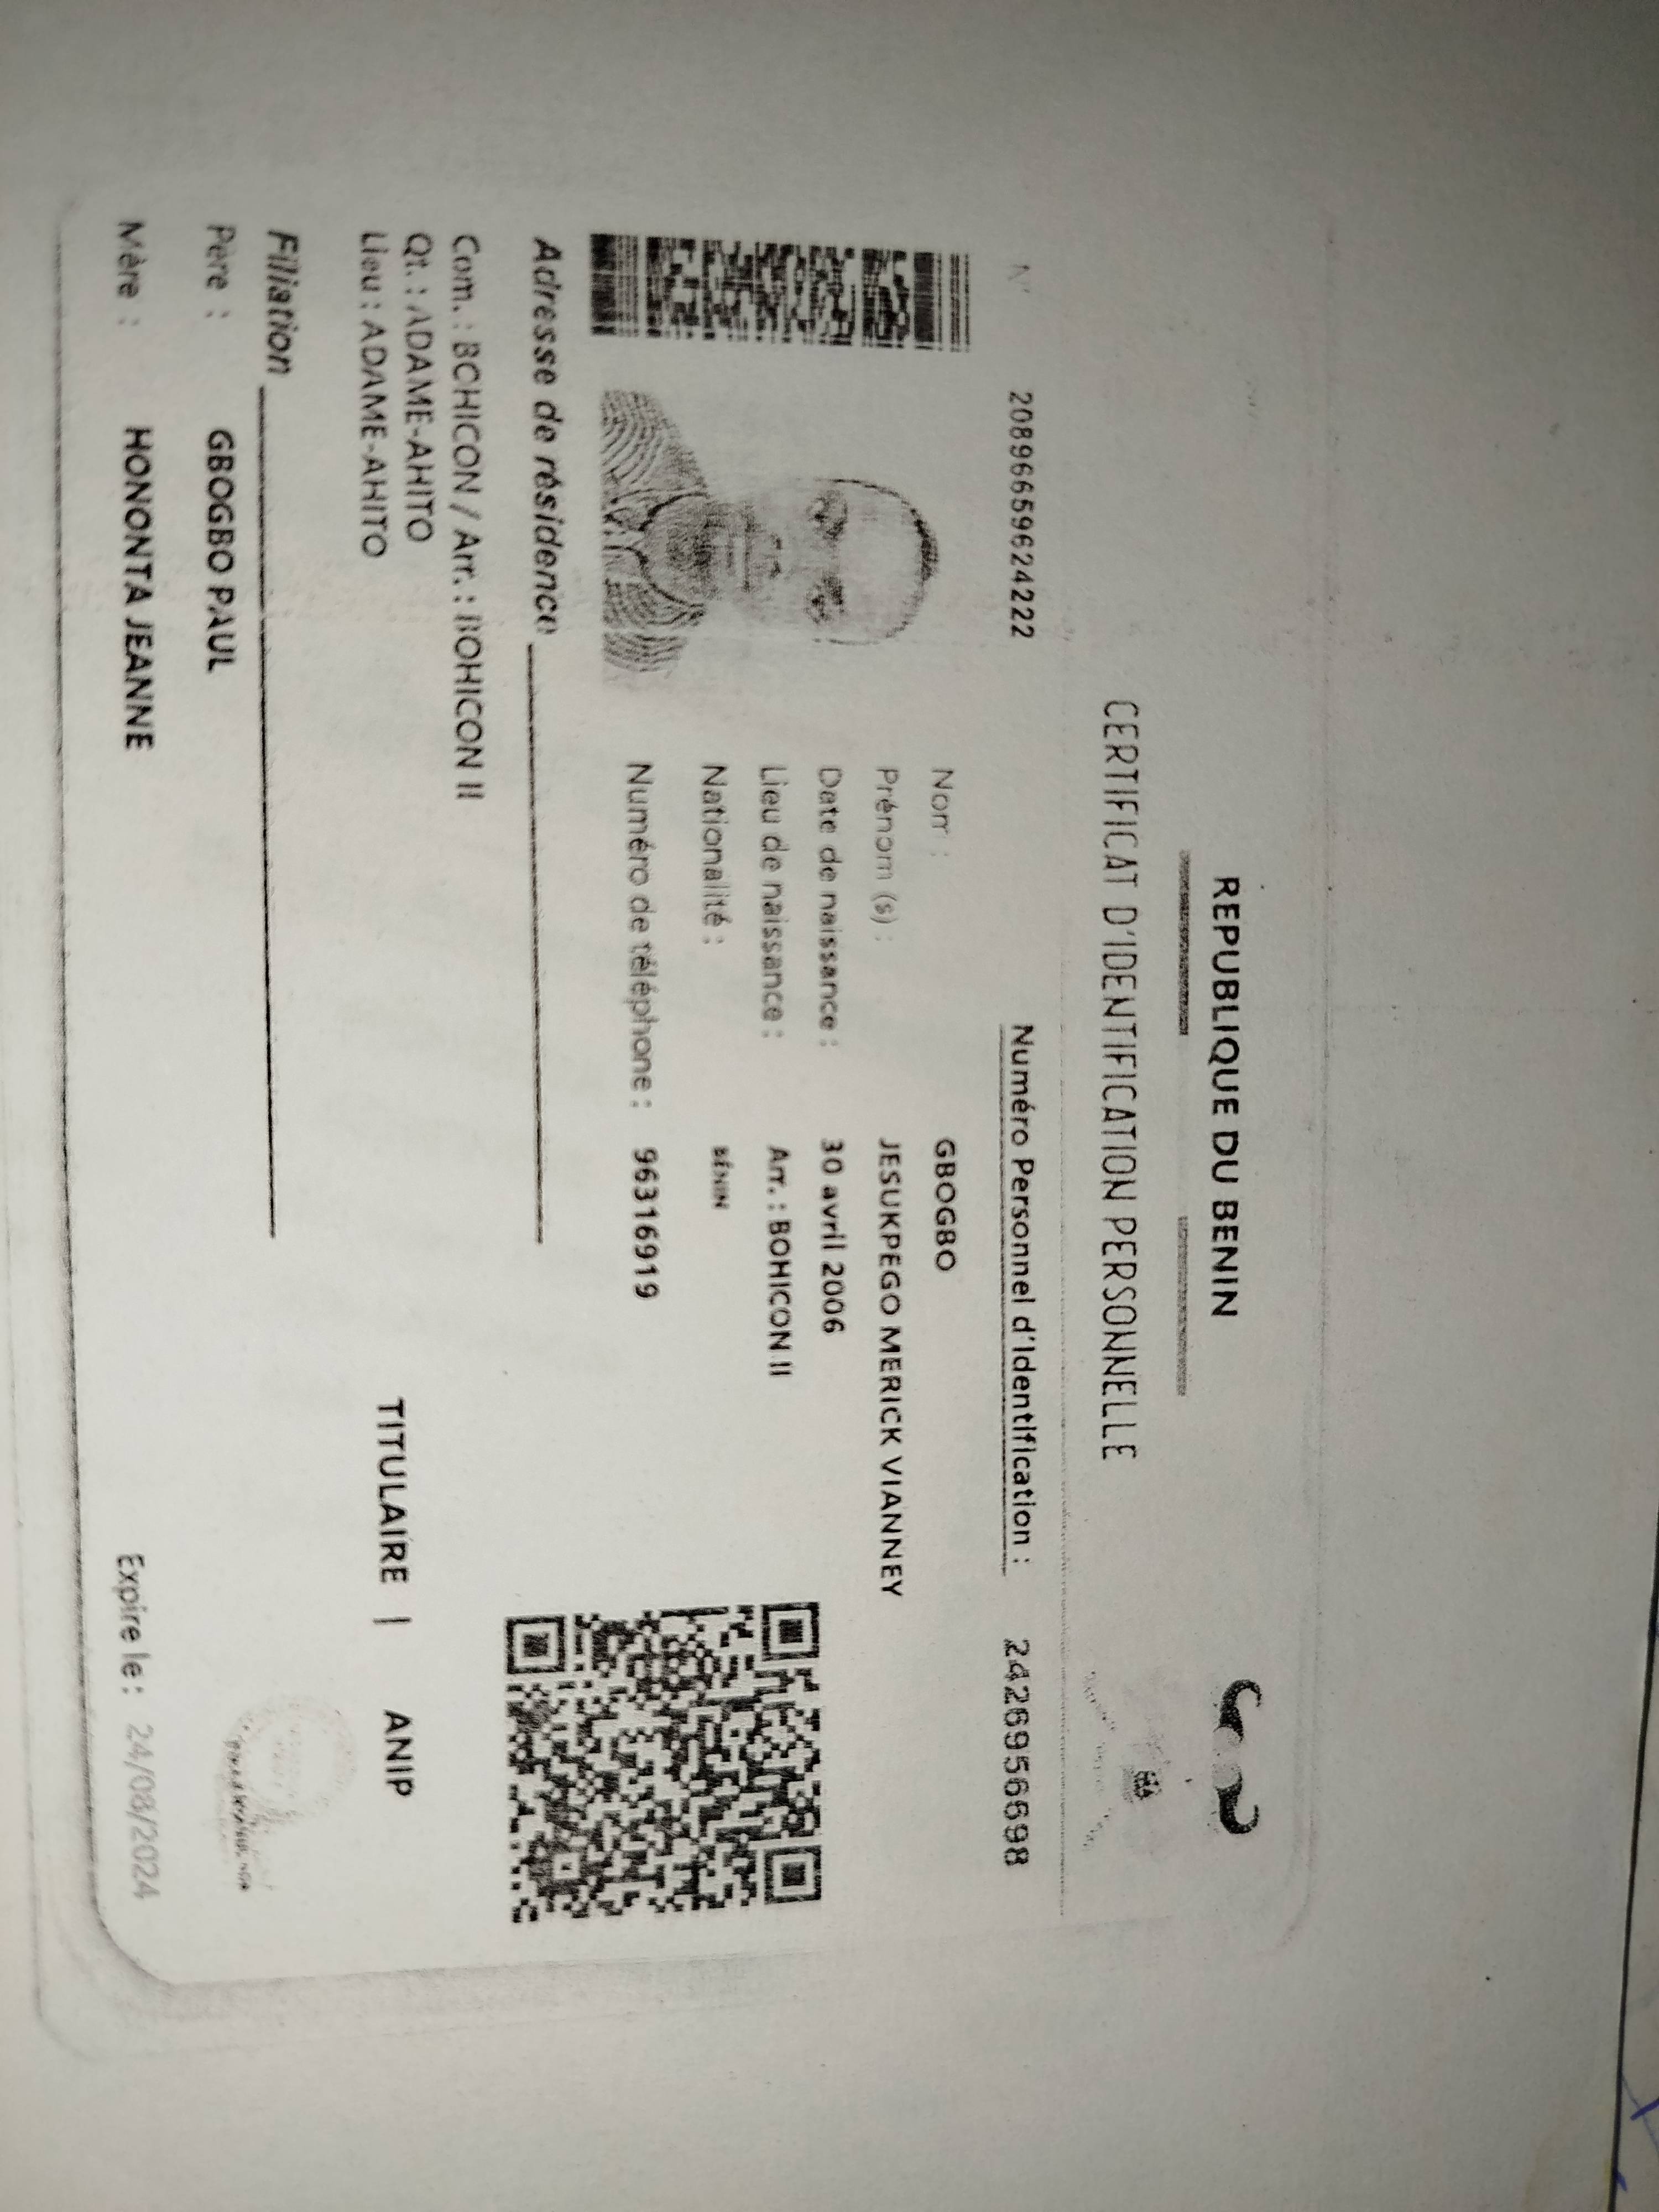 REPUBLIQUE DU BENIN
CERTIFICAT D'IDENTIFICATION PERSONNELLE
N° 20896659624222
Numéro Personnel d'Identification : 2426956698
Nom : GBOGBO
Prénom (s) : JESUKPEGO MERICK VIANNEY
Date de naissance : 30 avril 2006
Lieu de naissance : Arr. : BOHICON II
Nationalité : BÉNIN
Numéro de téléphone : 96316919
Adresse de résidence
Com. : BOHICON / Arr. : BOHICON II
Qt. : ADAME-AHITO
Lieu : ADAME-AHITO
TITULAIRE | ANIP
Filiation
Père : GBOGBO PAUL
Mère : HONONTA JEANNE
Expire le : 24/08/2024